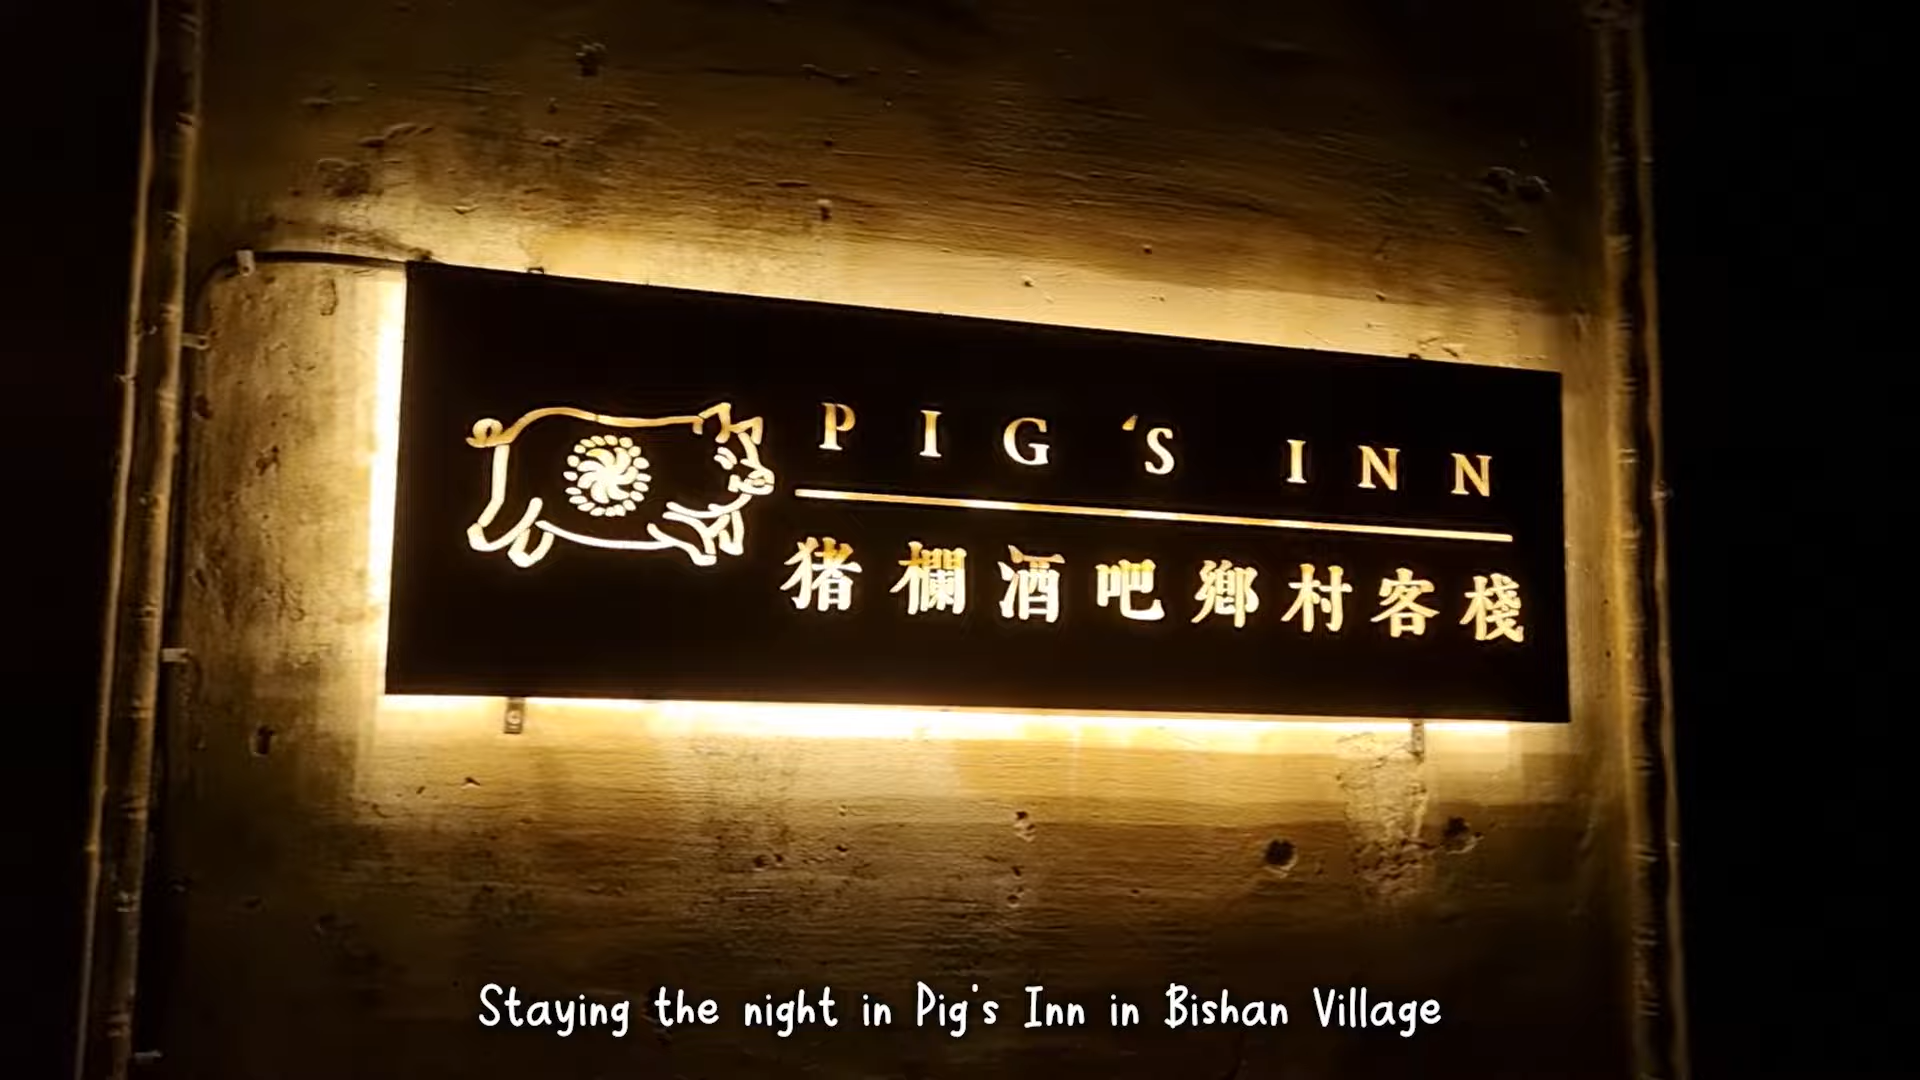 PIG'S INN
猪欄酒吧鄉村客棧
Staying the night in Pig's Inn in Bishan Village